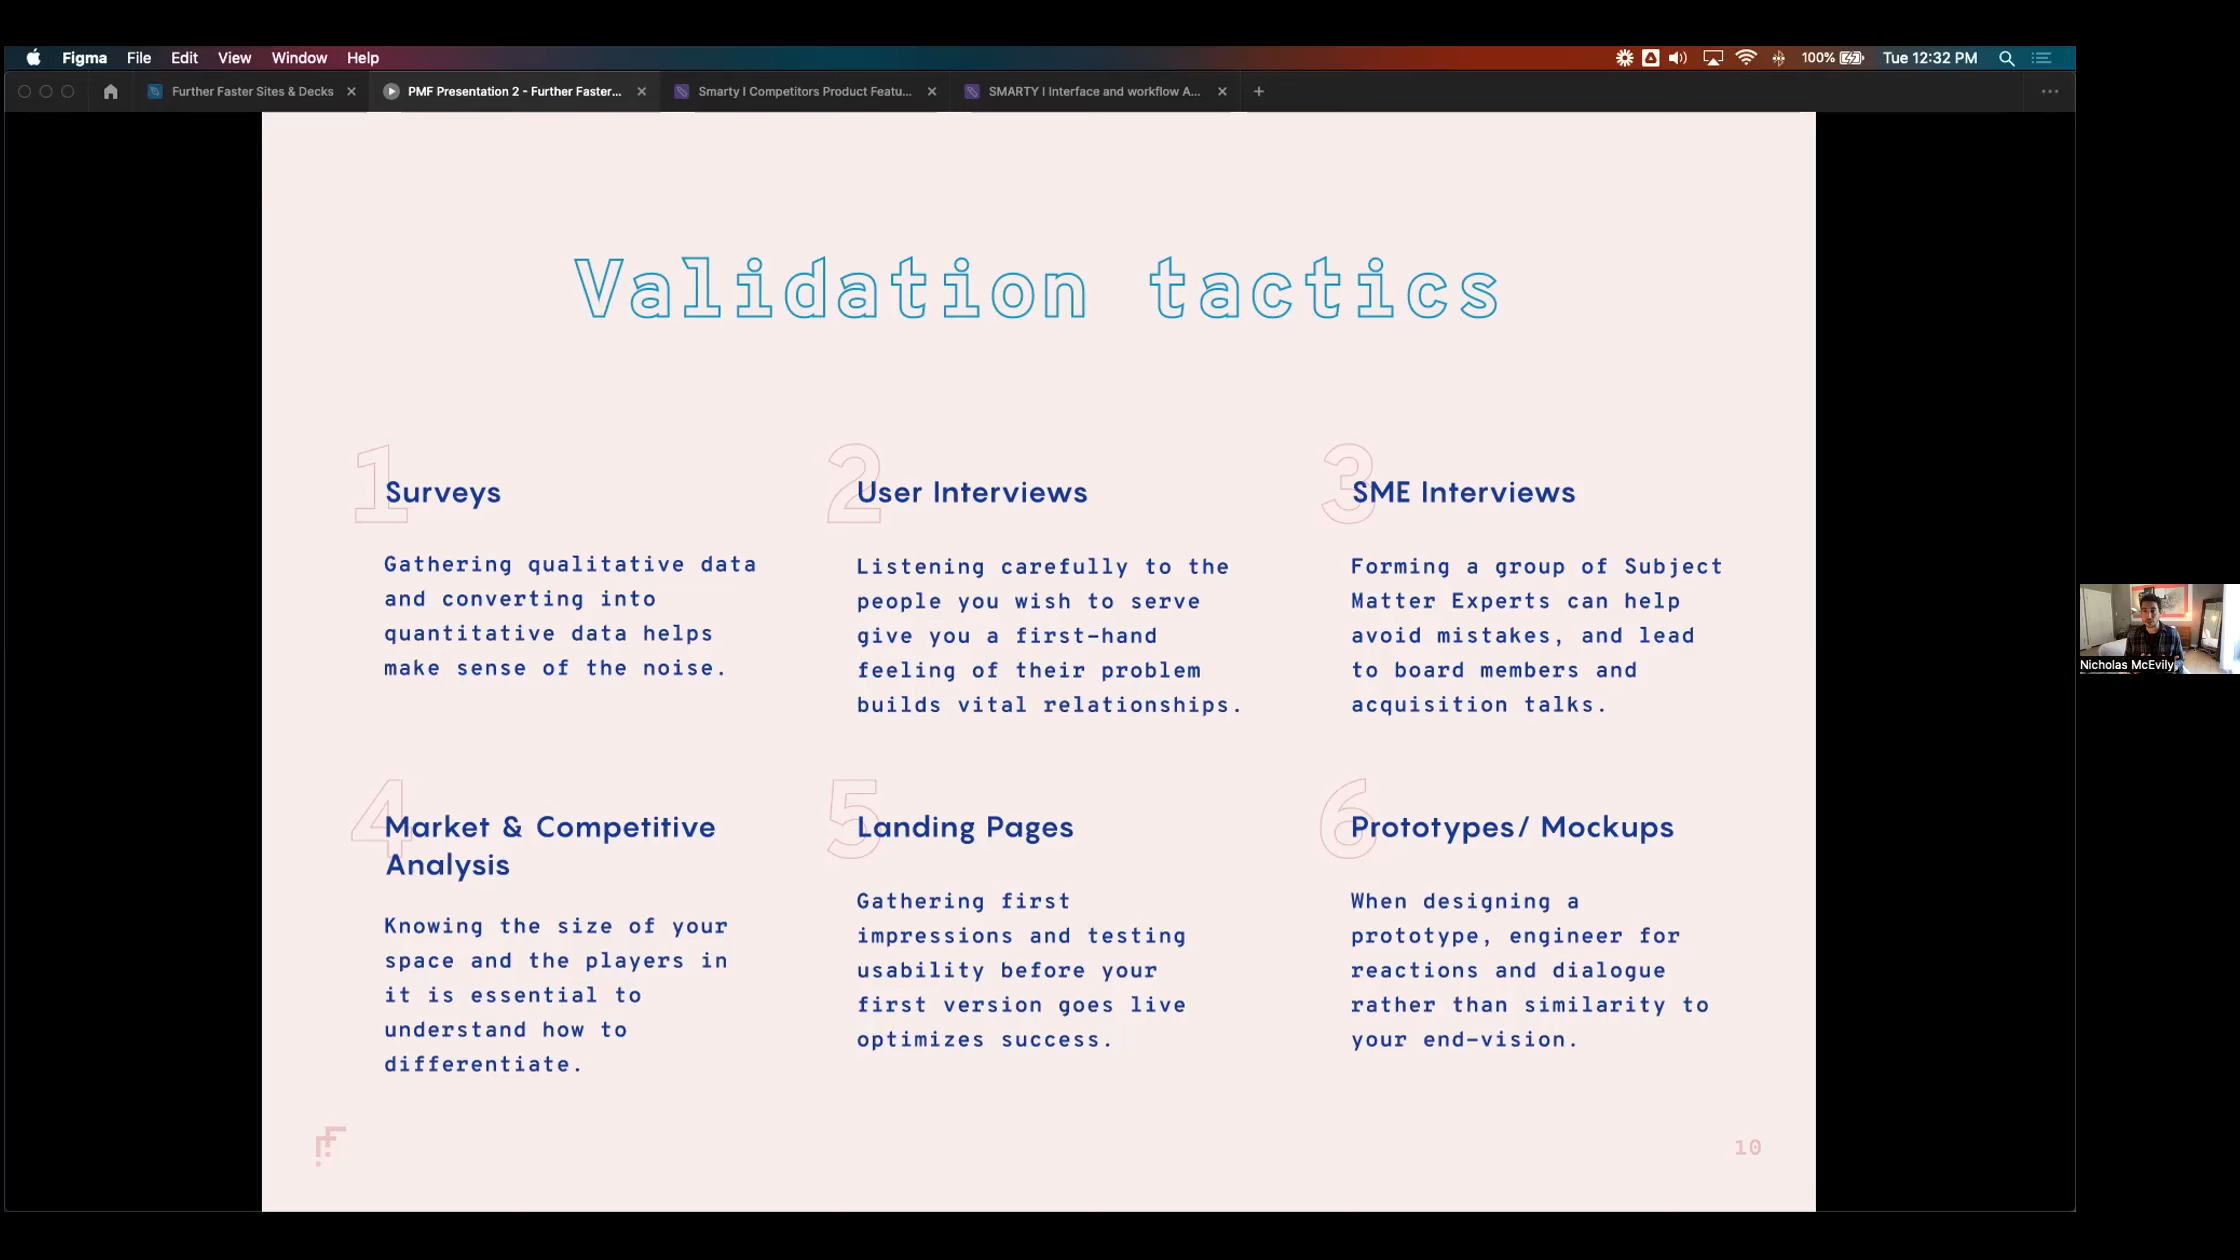 Figma File Edit View Window Help 100% Tue 12:32 PM
Further Faster Sites & Decks PMF Presentation 2 - Further Faster... Smarty I Competitors Product Featu... SMARTY I Interface and workflow A...
Validation tactics
1
Surveys
Gathering qualitative data
and converting into
quantitative data helps
make sense of the noise.
2
User Interviews
Listening carefully to the
people you wish to serve
give you a first-hand
feeling of their problem
builds vital relationships.
3
SME Interviews
Forming a group of Subject
Matter Experts can help
avoid mistakes, and lead
to board members and
acquisition talks.
4
Market & Competitive
Analysis
Knowing the size of your
space and the players in
it is essential to
understand how to
differentiate.
5
Landing Pages
Gathering first
impressions and testing
usability before your
first version goes live
optimizes success.
6
Prototypes/ Mockups
When designing a
prototype, engineer for
reactions and dialogue
rather than similarity to
your end-vision.
10
Nicholas McEvily